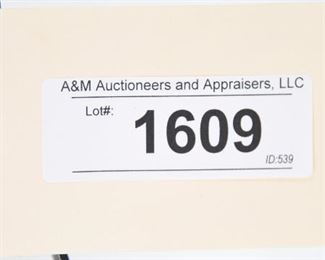 A&M Auctioneers and Appraisers, LLC
Lot#:
1609
ID:539